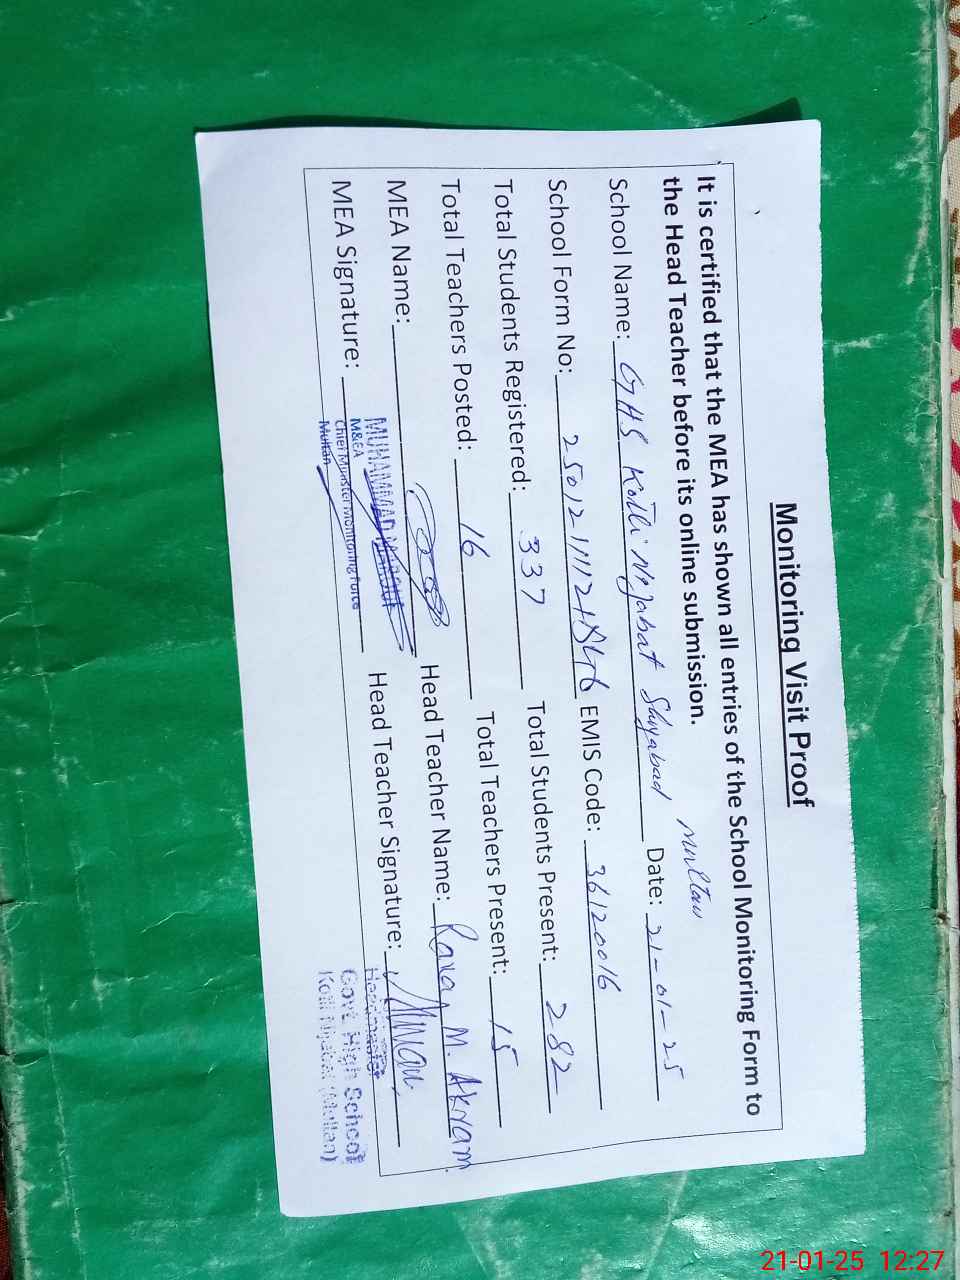 Monitoring Visit Proof
It is certified that the MEA has shown all entries of the School Monitoring Form to
the Head Teacher before its online submission.
Multan
School Name: GHS Kotli Najabat Shujabad Date: 21-01-25
School Form No: EMIS Code: 36120016
Total Students Registered: 337 Total Students Present: 282
Total Teachers Posted: 16 Total Teachers Present: 15
MEA Name: Head Teacher Name: Rana M. Akram
MEA Signature: Head Teacher Signature:
MUHAMMAD
M&EA
Chief Minister Monitoring Force
Multan
Headmaster
Govt. High School
Kotli Nijabat (Multan)
21-01-25 12:27